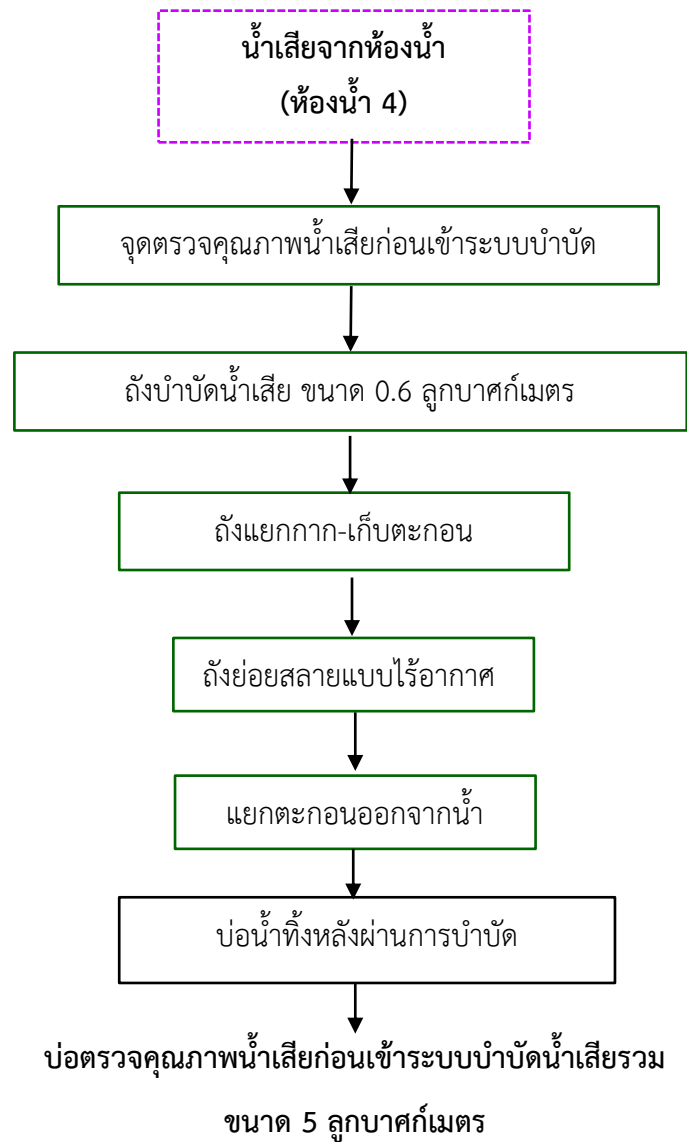 น้ำเสียจากห้องน้ำ
(ห้องน้ำ 4)
จุดตรวจคุณภาพน้ำเสียก่อนเข้าระบบบำบัด
ถังบำบัดน้ำเสีย ขนาด 0.6 ลูกบาศก์เมตร
ถังแยกกาก-เก็บตะกอน
ถังย่อยสลายแบบไร้อากาศ
แยกตะกอนออกจากน้ำ
บ่อน้ำทิ้งหลังผ่านการบำบัด
บ่อตรวจคุณภาพน้ำเสียก่อนเข้าระบบบำบัดน้ำเสียรวม
ขนาด 5 ลูกบาศก์เมตร